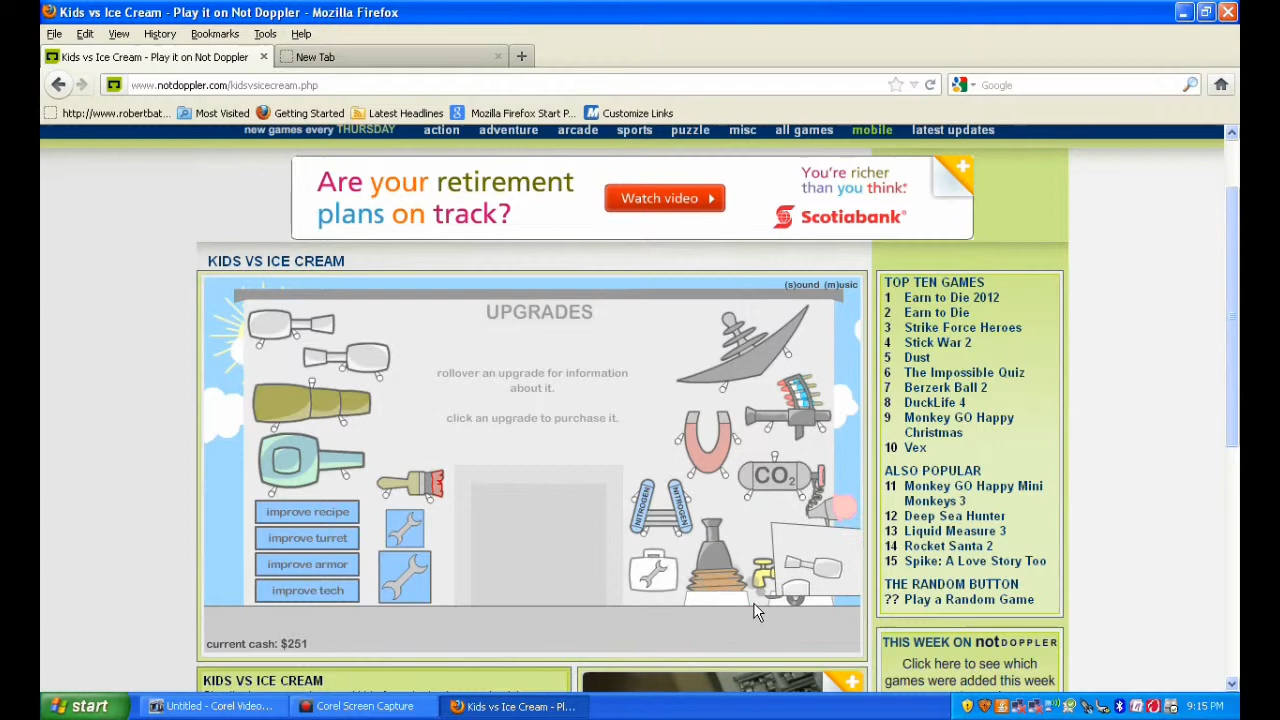 Kids vs Ice Cream - Play it on Not Doppler - Mozilla Firefox
File Edit View History Bookmarks Tools Help
Kids vs Ice Cream - Play it on Not Doppler × New Tab × +
www.notdoppler.com/kidsvsicecream.php Google
http://www.robertbat... Most Visited Getting Started Latest Headlines Mozilla Firefox Start P... Customize Links
new games every THURSDAY action adventure arcade sports puzzle misc all games mobile latest updates
Are your retirement
plans on track?
Watch video
You're richer
than you think.
Scotiabank
KIDS VS ICE CREAM
(s)ound (m)usic
UPGRADES
rollover an upgrade for information
about it.
click an upgrade to purchase it.
CO2
NITROGEN
NITROGEN
improve recipe
improve turret
improve armor
improve tech
current cash: $251
TOP TEN GAMES
1 Earn to Die 2012
2 Earn to Die
3 Strike Force Heroes
4 Stick War 2
5 Dust
6 The Impossible Quiz
7 Berzerk Ball 2
8 DuckLife 4
9 Monkey GO Happy
Christmas
10 Vex
ALSO POPULAR
11 Monkey GO Happy Mini
Monkeys 3
12 Deep Sea Hunter
13 Liquid Measure 3
14 Rocket Santa 2
15 Spike: A Love Story Too
THE RANDOM BUTTON
?? Play a Random Game
THIS WEEK ON notDOPPLER
Click here to see which
games were added this week
KIDS VS ICE CREAM
start Untitled - Corel Video... Corel Screen Capture Kids vs Ice Cream - Pl... 9:15 PM